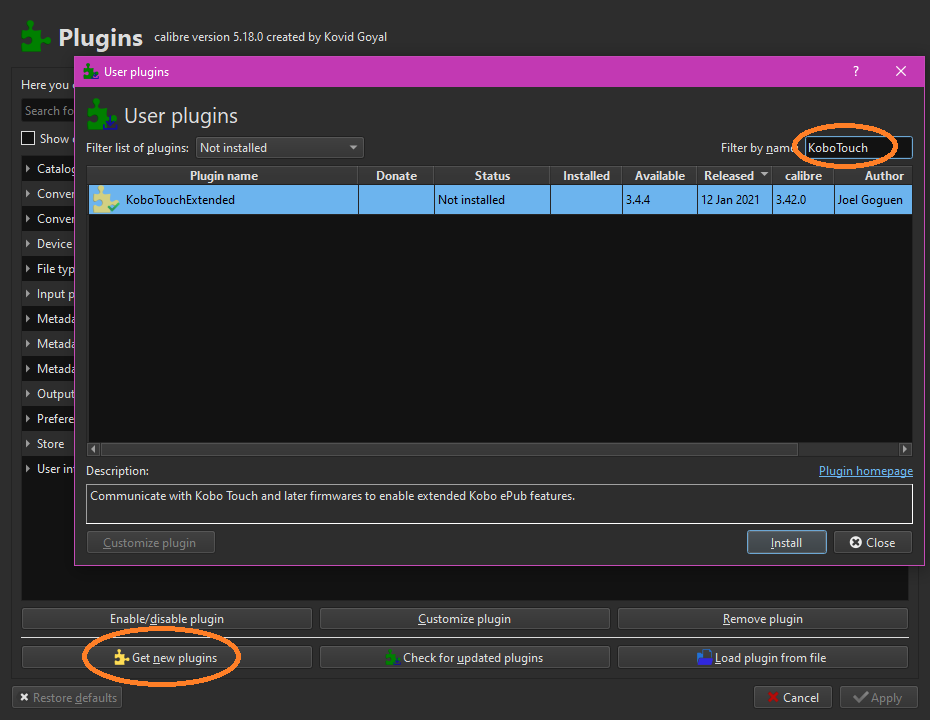 Plugins calibre version 5.18.0 created by Kovid Goyal
User plugins ?
Here you
User plugins
Search fo
Filter list of plugins: Not installed Filter by name KoboTouch
Show
Plugin name Donate Status Installed Available Released calibre Author
KoboTouchExtended Not installed 3.4.4 12 Jan 2021 3.42.0 Joel Goguen
Catalog
Conver
Conver
Device
File typ
Input p
Metada
Metada
Metada
Output
Prefere
Store
User in
Description: Plugin homepage
Communicate with Kobo Touch and later firmwares to enable extended Kobo ePub features.
Customize plugin Install Close
Enable/disable plugin Customize plugin Remove plugin
Get new plugins Check for updated plugins Load plugin from file
Restore defaults Cancel Apply